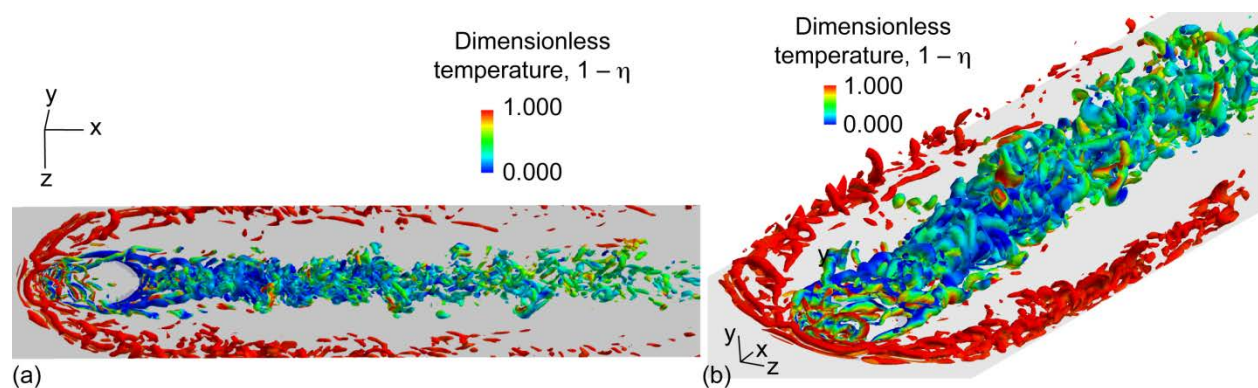 Dimensionless
temperature, 1 – η
1.000
0.000
y
x
z
(a)
Dimensionless
temperature, 1 – η
1.000
0.000
y
y
x
z
(b)